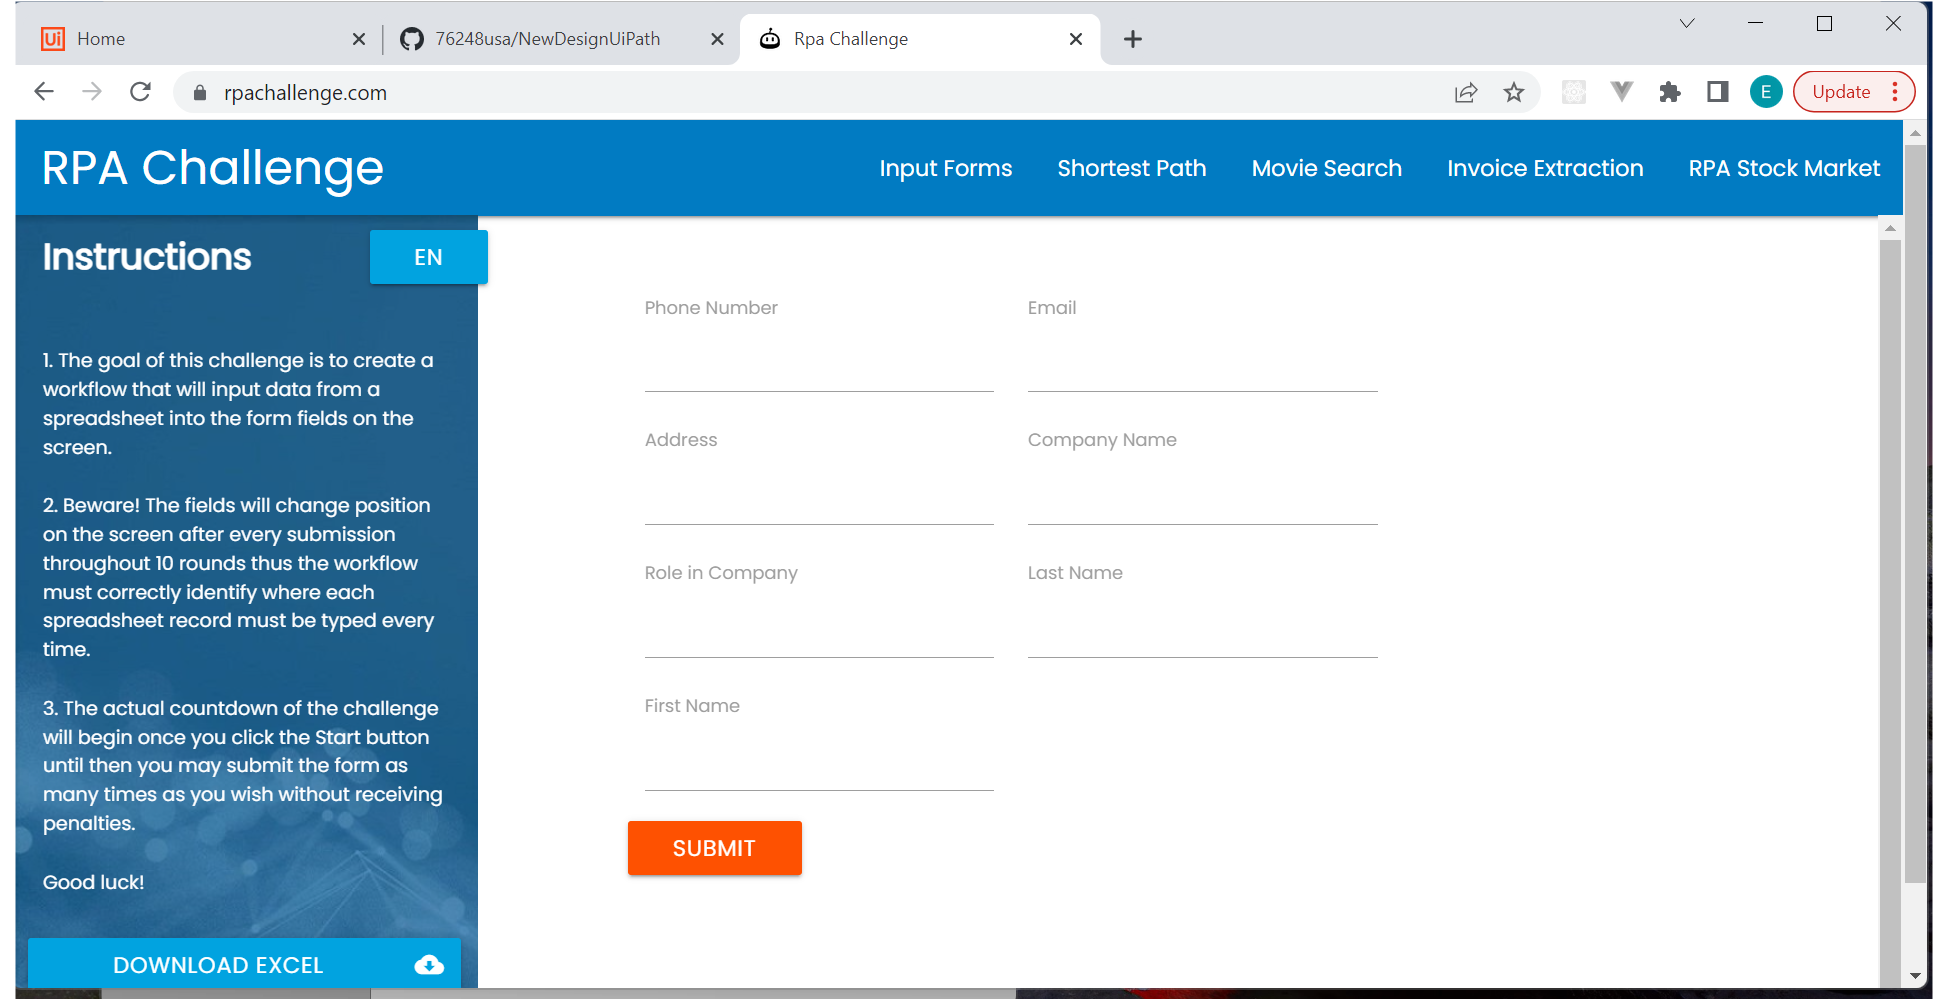 Ui Home
76248usa/NewDesignUiPath
Rpa Challenge
rpachallenge.com
E
Update
RPA Challenge
Input Forms
Shortest Path
Movie Search
Invoice Extraction
RPA Stock Market
Instructions
EN
1. The goal of this challenge is to create a
workflow that will input data from a
spreadsheet into the form fields on the
screen.
2. Beware! The fields will change position
on the screen after every submission
throughout 10 rounds thus the workflow
must correctly identify where each
spreadsheet record must be typed every
time.
3. The actual countdown of the challenge
will begin once you click the Start button
until then you may submit the form as
many times as you wish without receiving
penalties.
Good luck!
DOWNLOAD EXCEL
Phone Number
Email
Address
Company Name
Role in Company
Last Name
First Name
SUBMIT